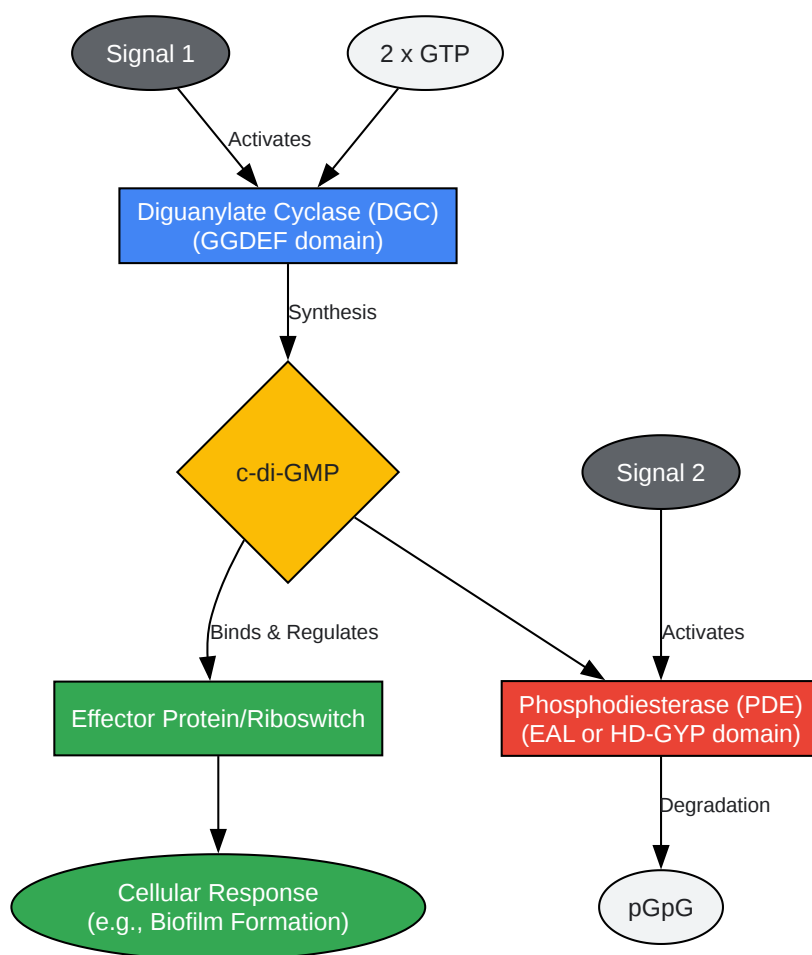 Signal 1
2 x GTP
Activates
Diguanylate Cyclase (DGC)
(GGDEF domain)
Synthesis
c-di-GMP
Signal 2
Binds & Regulates
Activates
Effector Protein/Riboswitch
Phosphodiesterase (PDE)
(EAL or HD-GYP domain)
Degradation
Cellular Response
(e.g., Biofilm Formation)
pGpG